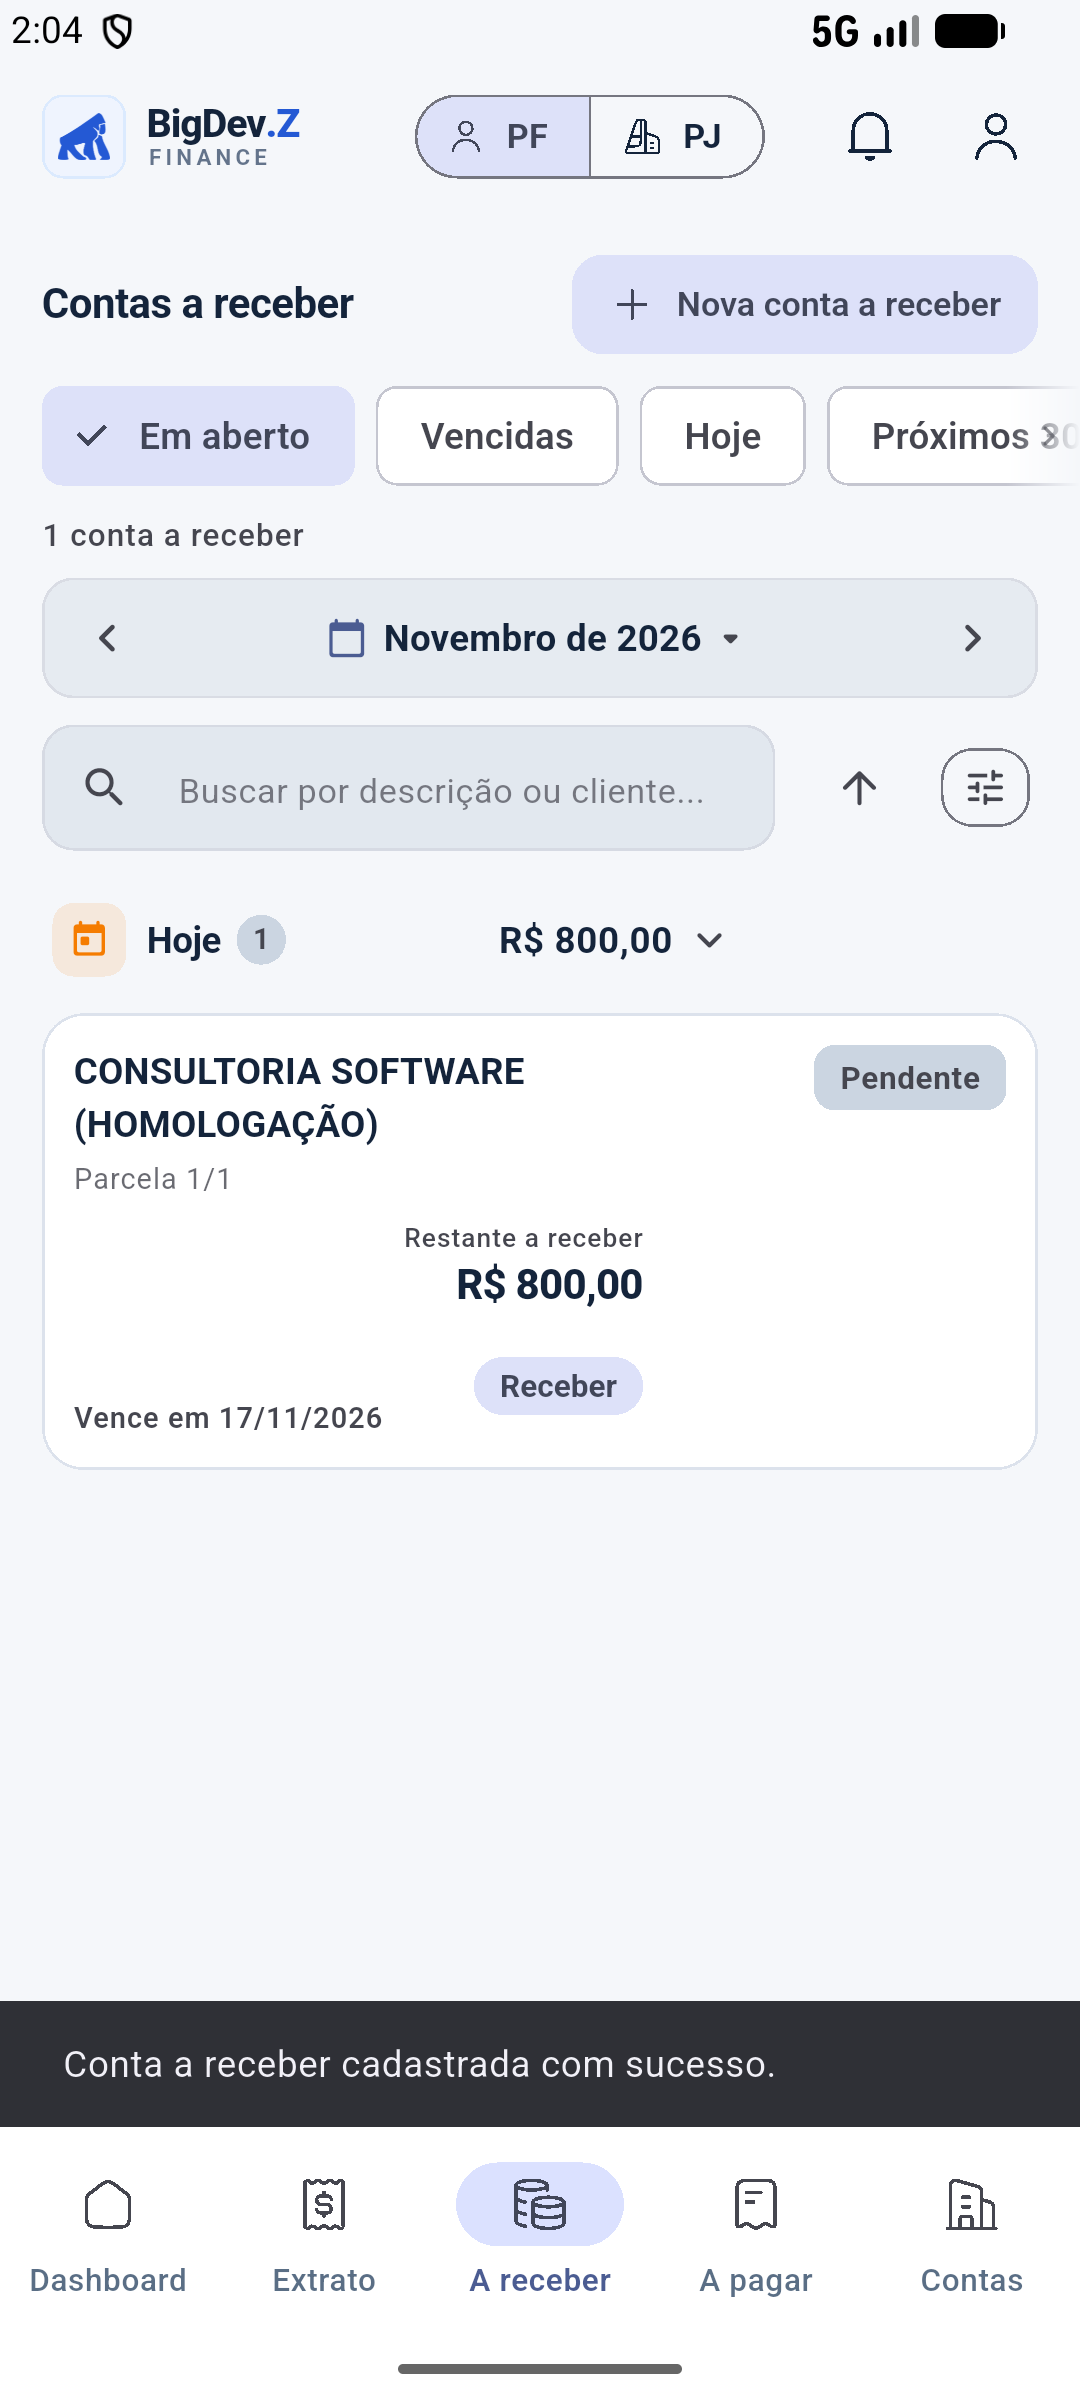 2:04
5G
BigDev.Z
FINANCE
PF
PJ
Contas a receber
Nova conta a receber
Em aberto
Vencidas
Hoje
Próximos 30
1 conta a receber
Novembro de 2026
Buscar por descrição ou cliente...
Hoje
1
R$ 800,00
CONSULTORIA SOFTWARE
(HOMOLOGAÇÃO)
Pendente
Parcela 1/1
Restante a receber
R$ 800,00
Receber
Vence em 17/11/2026
Conta a receber cadastrada com sucesso.
Dashboard
Extrato
A receber
A pagar
Contas